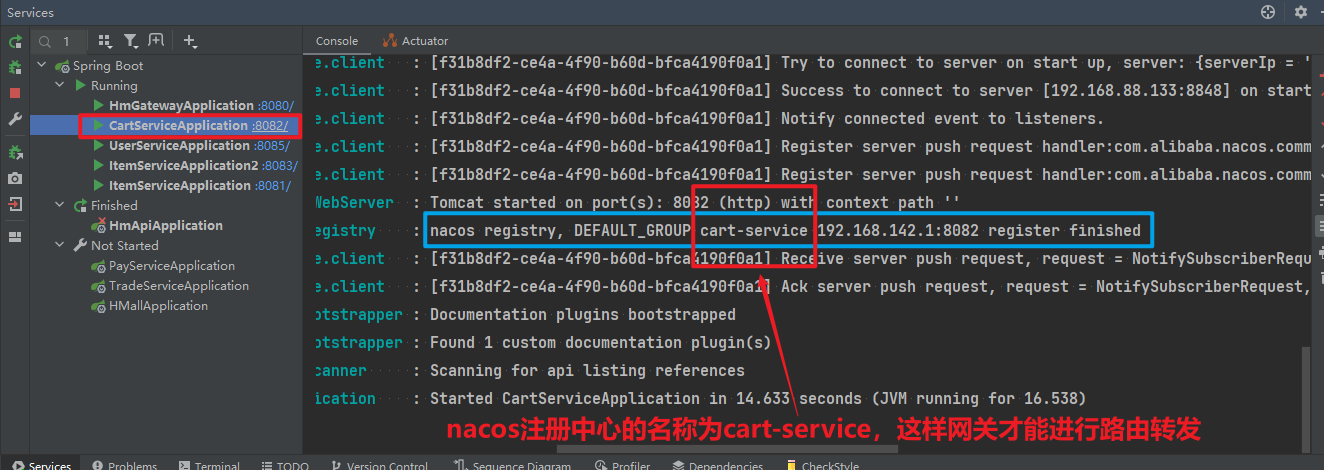 Services
1
Console
Actuator
Spring Boot
Running
HmGatewayApplication :8080/
CartServiceApplication :8082/
UserServiceApplication :8085/
ItemServiceApplication2 :8083/
ItemServiceApplication :8081/
Finished
HmApiApplication
Not Started
PayServiceApplication
TradeServiceApplication
HMallApplication
e.client : [f31b8df2-ce4a-4f90-b60d-bfca4190f0a1] Try to connect to server on start up, server: {serverIp = '
e.client : [f31b8df2-ce4a-4f90-b60d-bfca4190f0a1] Success to connect to server [192.168.88.133:8848] on start
e.client : [f31b8df2-ce4a-4f90-b60d-bfca4190f0a1] Notify connected event to listeners.
e.client : [f31b8df2-ce4a-4f90-b60d-bfca4190f0a1] Register server push request handler:com.alibaba.nacos.comm
e.client : [f31b8df2-ce4a-4f90-b60d-bfca4190f0a1] Register server push request handler:com.alibaba.nacos.comm
WebServer : Tomcat started on port(s): 8082 (http) with context path ''
egistry : nacos registry, DEFAULT_GROUP cart-service 192.168.142.1:8082 register finished
e.client : [f31b8df2-ce4a-4f90-b60d-bfca4190f0a1] Receive server push request, request = NotifySubscriberRequ
e.client : [f31b8df2-ce4a-4f90-b60d-bfca4190f0a1] Ack server push request, request = NotifySubscriberRequest,
otstrapper : Documentation plugins bootstrapped
otstrapper : Found 1 custom documentation plugin(s)
canner : Scanning for api listing references
ication : Started CartServiceApplication in 14.633 seconds (JVM running for 16.538)
nacos注册中心的名称为cart-service，这样网关才能进行路由转发
Services
Problems
Terminal
TODO
Version Control
Sequence Diagram
Profiler
Dependencies
CheckStyle